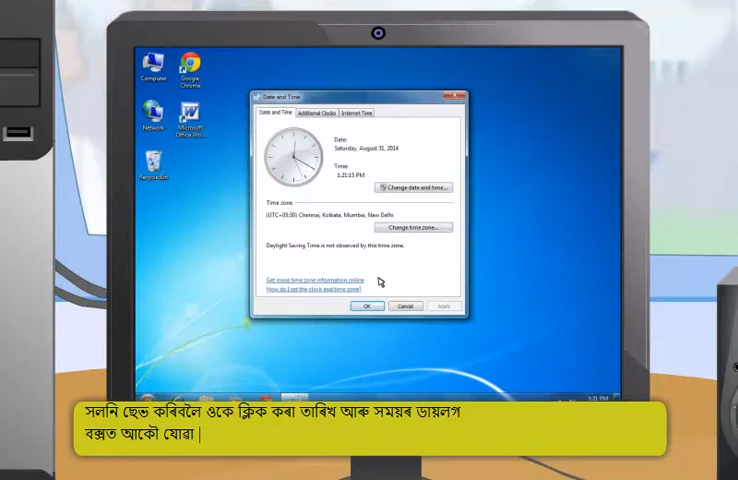 Computer
Google
Chrome
Network
Microsoft
Office Wo...
Recycle Bin
Date and Time
Date and Time
Additional Clocks
Internet Time
Date:
Saturday, August 31, 2014
Time:
1:21:15 PM
Change date and time...
Time zone
(UTC+05:30) Chennai, Kolkata, Mumbai, New Delhi
Change time zone...
Daylight Saving Time is not observed by this time zone.
Get more time zone information online
How do I set the clock and time zone?
OK
Cancel
Apply
1:21 PM
সলনি ছেভ কৰিবলৈ ওকে ক্লিক কৰা তাৰিখ আৰু সময়ৰ ডায়লগ
বক্সত আকৌ যোৱা |